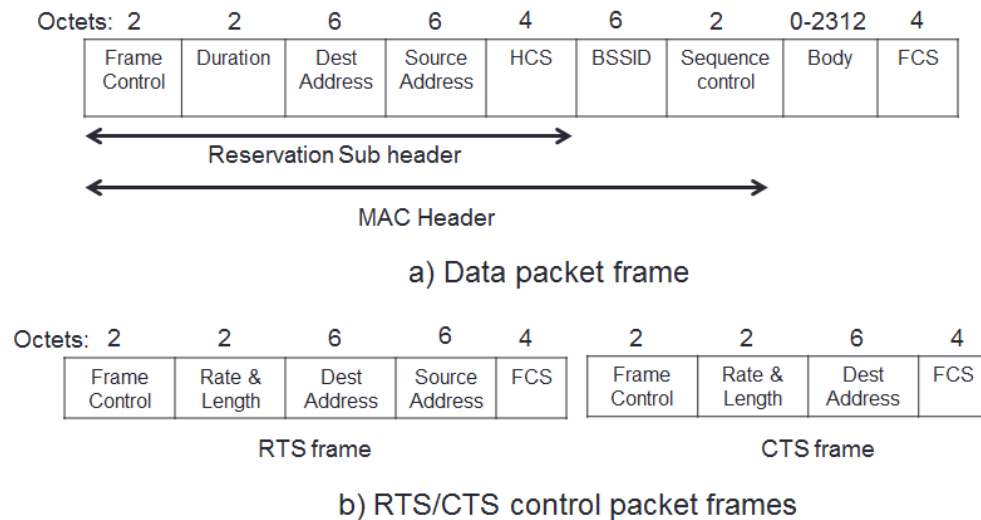 Octets: 2 2 6 6 4 6 2 0-2312 4
Frame Control Duration Dest Address Source Address HCS BSSID Sequence control Body FCS
Reservation Sub header
MAC Header
a) Data packet frame
Octets: 2 2 6 6 4 2 2 6 4
Frame Control Rate & Length Dest Address Source Address FCS Frame Control Rate & Length Dest Address FCS
RTS frame CTS frame
b) RTS/CTS control packet frames